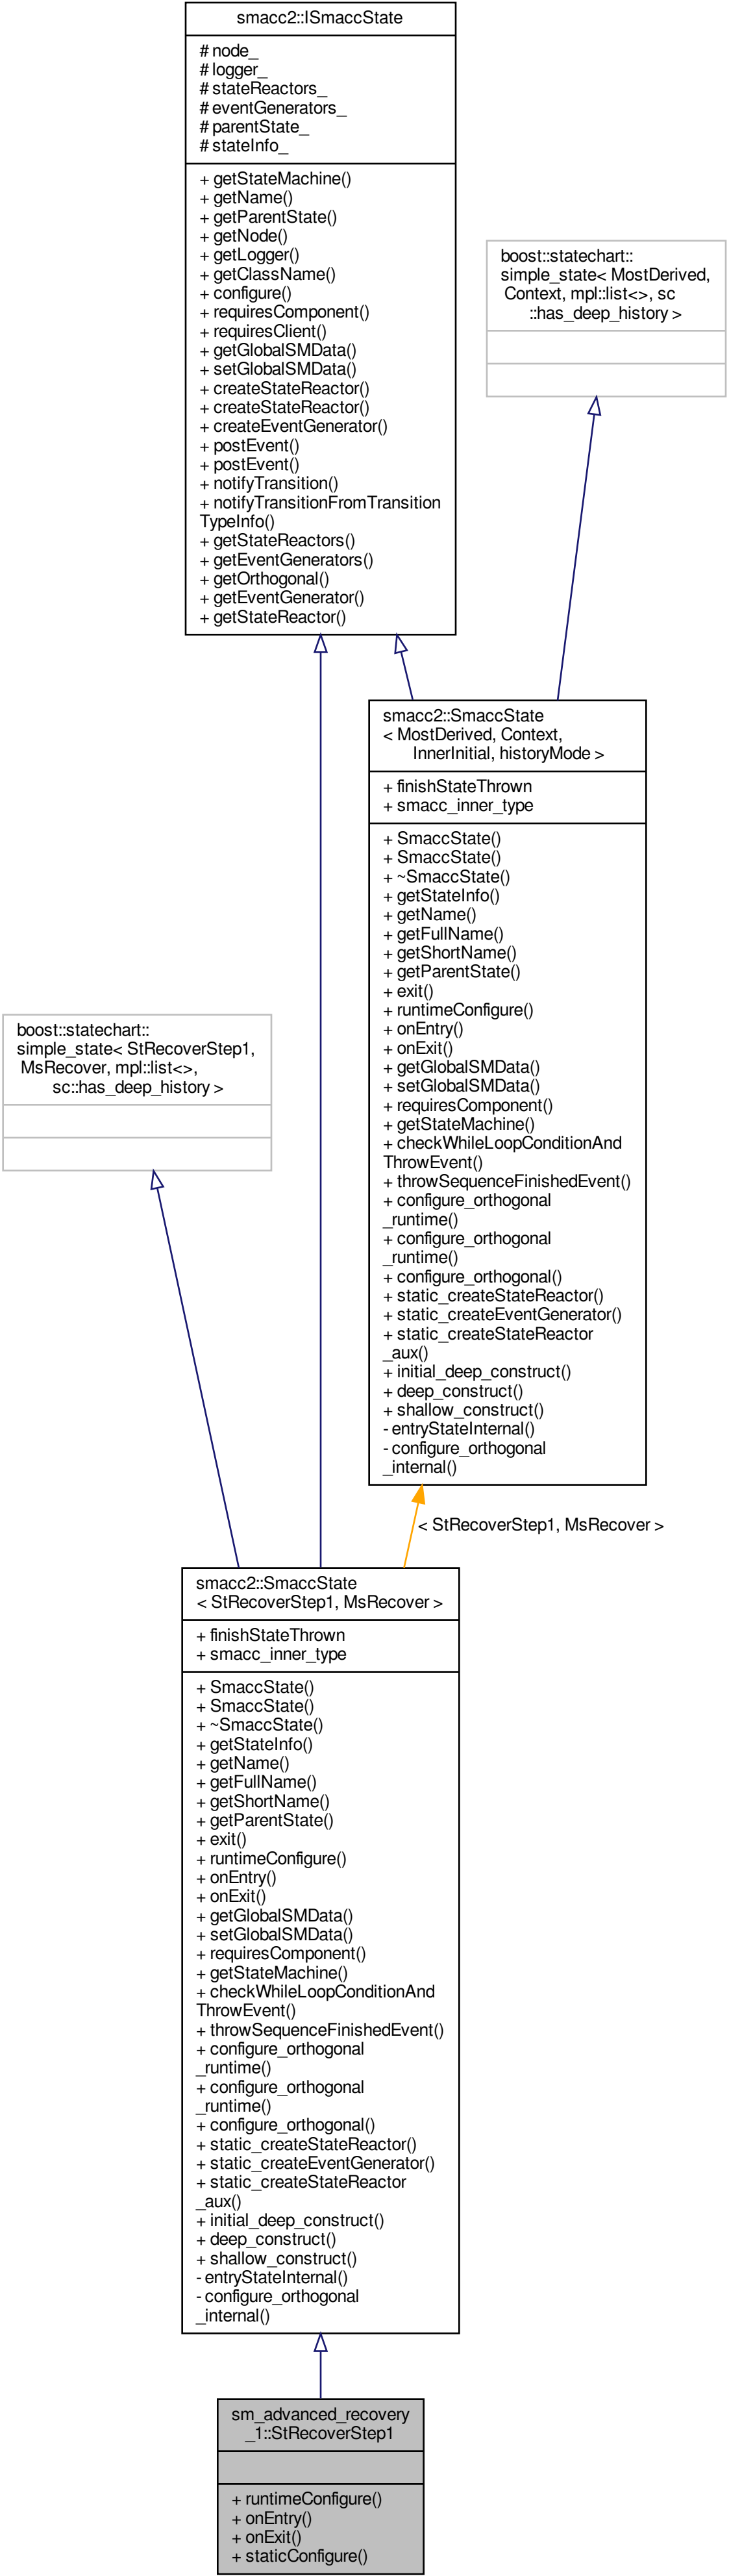 smacc2::ISmaccState
# node_
# logger_
# stateReactors_
# eventGenerators_
# parentState_
# stateInfo_
+ getStateMachine()
+ getName()
+ getParentState()
+ getNode()
+ getLogger()
+ getClassName()
+ configure()
+ requiresComponent()
+ requiresClient()
+ getGlobalSMData()
+ setGlobalSMData()
+ createStateReactor()
+ createStateReactor()
+ createEventGenerator()
+ postEvent()
+ postEvent()
+ notifyTransition()
+ notifyTransitionFromTransition
TypeInfo()
+ getStateReactors()
+ getEventGenerators()
+ getOrthogonal()
+ getEventGenerator()
+ getStateReactor()
boost::statechart::
simple_state< MostDerived,
Context, mpl::list<>, sc
::has_deep_history >
smacc2::SmaccState
< MostDerived, Context,
InnerInitial, historyMode >
+ finishStateThrown
+ smacc_inner_type
+ SmaccState()
+ SmaccState()
+ ~SmaccState()
+ getStateInfo()
+ getName()
+ getFullName()
+ getShortName()
+ getParentState()
+ exit()
+ runtimeConfigure()
+ onEntry()
+ onExit()
+ getGlobalSMData()
+ setGlobalSMData()
+ requiresComponent()
+ getStateMachine()
+ checkWhileLoopConditionAnd
ThrowEvent()
+ throwSequenceFinishedEvent()
+ configure_orthogonal
_runtime()
+ configure_orthogonal
_runtime()
+ configure_orthogonal()
+ static_createStateReactor()
+ static_createEventGenerator()
+ static_createStateReactor
_aux()
+ initial_deep_construct()
+ deep_construct()
+ shallow_construct()
- entryStateInternal()
- configure_orthogonal
_internal()
boost::statechart::
simple_state< StRecoverStep1,
MsRecover, mpl::list<>,
sc::has_deep_history >
< StRecoverStep1, MsRecover >
smacc2::SmaccState
< StRecoverStep1, MsRecover >
+ finishStateThrown
+ smacc_inner_type
+ SmaccState()
+ SmaccState()
+ ~SmaccState()
+ getStateInfo()
+ getName()
+ getFullName()
+ getShortName()
+ getParentState()
+ exit()
+ runtimeConfigure()
+ onEntry()
+ onExit()
+ getGlobalSMData()
+ setGlobalSMData()
+ requiresComponent()
+ getStateMachine()
+ checkWhileLoopConditionAnd
ThrowEvent()
+ throwSequenceFinishedEvent()
+ configure_orthogonal
_runtime()
+ configure_orthogonal
_runtime()
+ configure_orthogonal()
+ static_createStateReactor()
+ static_createEventGenerator()
+ static_createStateReactor
_aux()
+ initial_deep_construct()
+ deep_construct()
+ shallow_construct()
- entryStateInternal()
- configure_orthogonal
_internal()
sm_advanced_recovery
_1::StRecoverStep1
+ runtimeConfigure()
+ onEntry()
+ onExit()
+ staticConfigure()